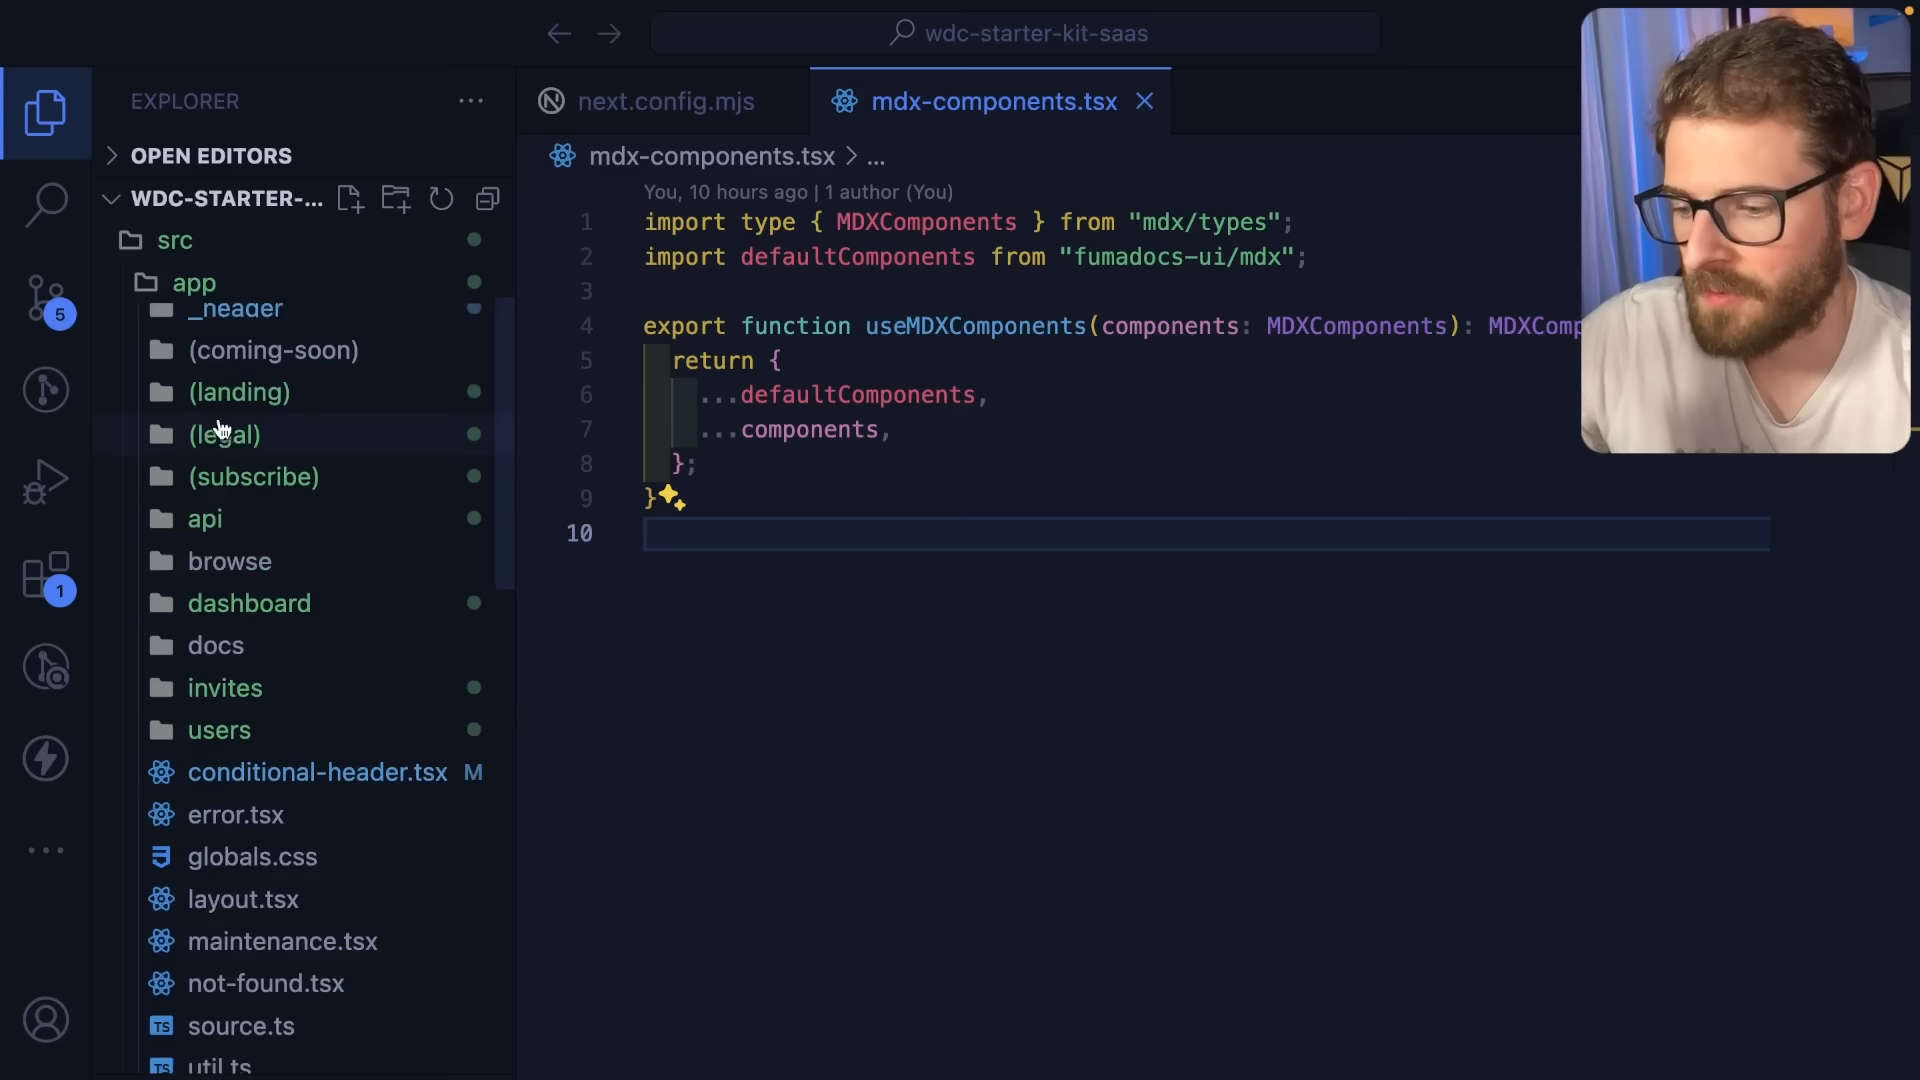 wdc-starter-kit-saas
EXPLORER
next.config.mjs
mdx-components.tsx
OPEN EDITORS
mdx-components.tsx > ...
WDC-STARTER-...
You, 10 hours ago | 1 author (You)
src
1 import type { MDXComponents } from "mdx/types";
app
2 import defaultComponents from "fumadocs-ui/mdx";
_header
3
5
4 export function useMDXComponents(components: MDXComponents): MDXComp
(coming-soon)
5 return {
(landing)
6 ...defaultComponents,
(legal)
7 ...components,
8 };
(subscribe)
9 }
api
10
browse
1
dashboard
docs
invites
users
conditional-header.tsx M
error.tsx
globals.css
layout.tsx
maintenance.tsx
not-found.tsx
TS source.ts
TS util.ts